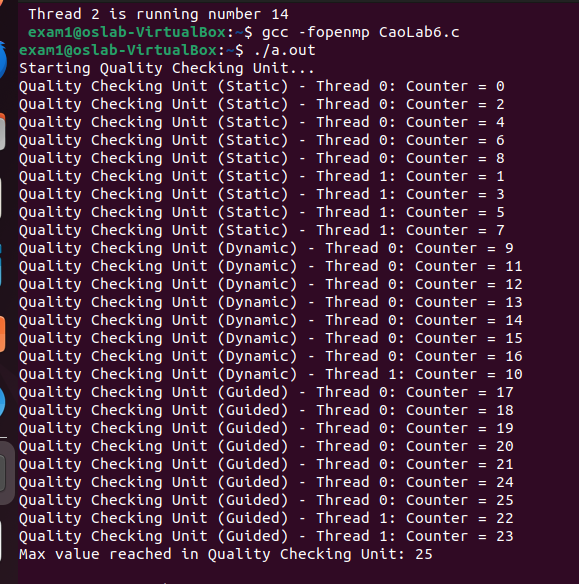 Thread 2 is running number 14
exam1@oslab-VirtualBox:~$ gcc -fopenmp CaoLab6.c
exam1@oslab-VirtualBox:~$ ./a.out
Starting Quality Checking Unit...
Quality Checking Unit (Static) - Thread 0: Counter = 0
Quality Checking Unit (Static) - Thread 0: Counter = 2
Quality Checking Unit (Static) - Thread 0: Counter = 4
Quality Checking Unit (Static) - Thread 0: Counter = 6
Quality Checking Unit (Static) - Thread 0: Counter = 8
Quality Checking Unit (Static) - Thread 1: Counter = 1
Quality Checking Unit (Static) - Thread 1: Counter = 3
Quality Checking Unit (Static) - Thread 1: Counter = 5
Quality Checking Unit (Static) - Thread 1: Counter = 7
Quality Checking Unit (Dynamic) - Thread 0: Counter = 9
Quality Checking Unit (Dynamic) - Thread 0: Counter = 11
Quality Checking Unit (Dynamic) - Thread 0: Counter = 12
Quality Checking Unit (Dynamic) - Thread 0: Counter = 13
Quality Checking Unit (Dynamic) - Thread 0: Counter = 14
Quality Checking Unit (Dynamic) - Thread 0: Counter = 15
Quality Checking Unit (Dynamic) - Thread 0: Counter = 16
Quality Checking Unit (Dynamic) - Thread 1: Counter = 10
Quality Checking Unit (Guided) - Thread 0: Counter = 17
Quality Checking Unit (Guided) - Thread 0: Counter = 18
Quality Checking Unit (Guided) - Thread 0: Counter = 19
Quality Checking Unit (Guided) - Thread 0: Counter = 20
Quality Checking Unit (Guided) - Thread 0: Counter = 21
Quality Checking Unit (Guided) - Thread 0: Counter = 24
Quality Checking Unit (Guided) - Thread 0: Counter = 25
Quality Checking Unit (Guided) - Thread 1: Counter = 22
Quality Checking Unit (Guided) - Thread 1: Counter = 23
Max value reached in Quality Checking Unit: 25